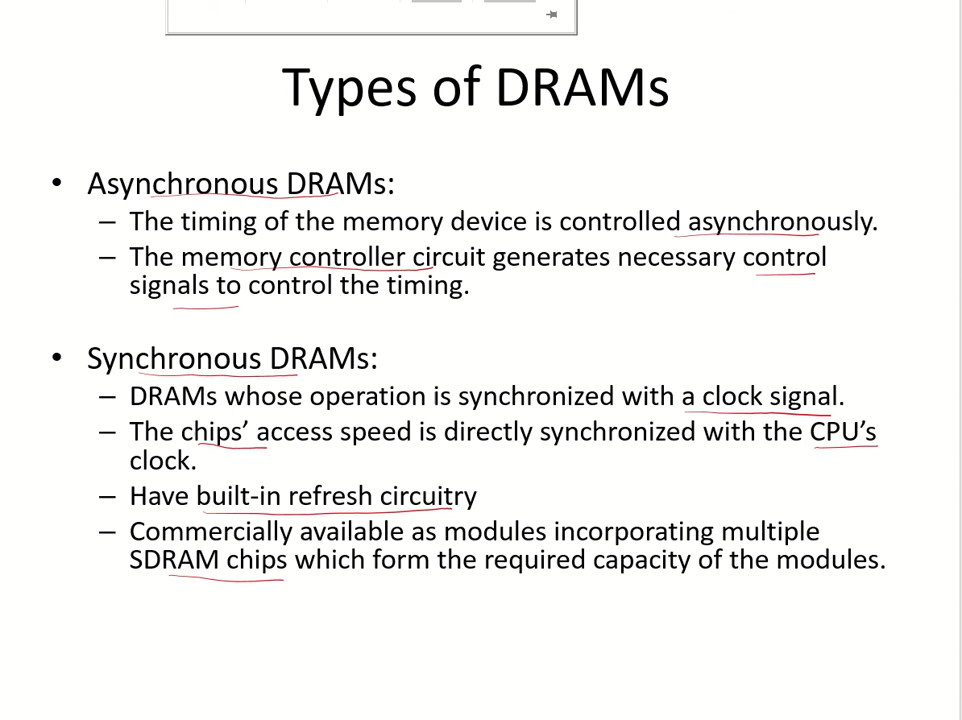 Types of DRAMs
• Asynchronous DRAMs:
– The timing of the memory device is controlled asynchronously.
– The memory controller circuit generates necessary control
signals to control the timing.
• Synchronous DRAMs:
– DRAMs whose operation is synchronized with a clock signal.
– The chips’ access speed is directly synchronized with the CPU’s
clock.
– Have built-in refresh circuitry
– Commercially available as modules incorporating multiple
SDRAM chips which form the required capacity of the modules.